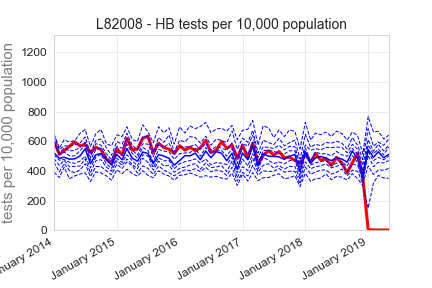 L82008 - HB tests per 10,000 population
tests per 10,000 population
1200
1000
800
600
400
200
0
nuary 2014
January 2015
January 2016
January 2017
January 2018
January 2019